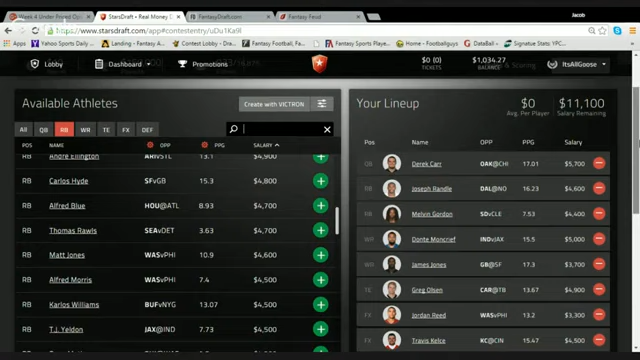 Week 4 Under Priced Opti
StarsDraft • Real Money S
FantasyDraft.com
Fantasy Feud
Jacob
https://www.starsdraft.com/app#contestentry/uDu1Ka9l
Apps
Yahoo Sports Daily
Landing - Fantasy A
Contest Lobby - Dra
Fantasy Football, Fa
Fantasy Sports Play
Home - Footballguys
DataBall
Signature Stats: YPC
Lobby
Dashboard
Promotions
$0 (0)
TICKETS
$1,034.27
BALANCE
ItsAllGoose
Available Athletes
Create with VICTRON
All QB RB WR TE FX DEF
POS NAME OPP PPG SALARY
RB Andre Ellington ARIvSTL 13.1 $4,900
RB Carlos Hyde SFvGB 15.3 $4,800
RB Alfred Blue HOU@ATL 8.93 $4,700
RB Thomas Rawls SEAvDET 3.63 $4,700
RB Matt Jones WASvPHI 10.9 $4,600
RB Alfred Morris WASvPHI 7.4 $4,500
RB Karlos Williams BUFvNYG 13.07 $4,500
RB T.J. Yeldon JAX@IND 7.73 $4,500
Your Lineup
$0
Avg. Per Player
$11,100
Salary Remaining
Pos Name OPP PPG Salary
QB Derek Carr OAK@CHI 17.01 $5,700
RB Joseph Randle DAL@NO 16.23 $4,600
RB Melvin Gordon SDvCLE 7.53 $4,400
WR Donte Moncrief INDvJAX 15.5 $5,000
WR James Jones GB@SF 17.3 $3,700
TE Greg Olsen CAR@TB 13.67 $4,900
FX Jordan Reed WASvPHI 13.2 $3,300
FX Travis Kelce KC@CIN 15.47 $4,500